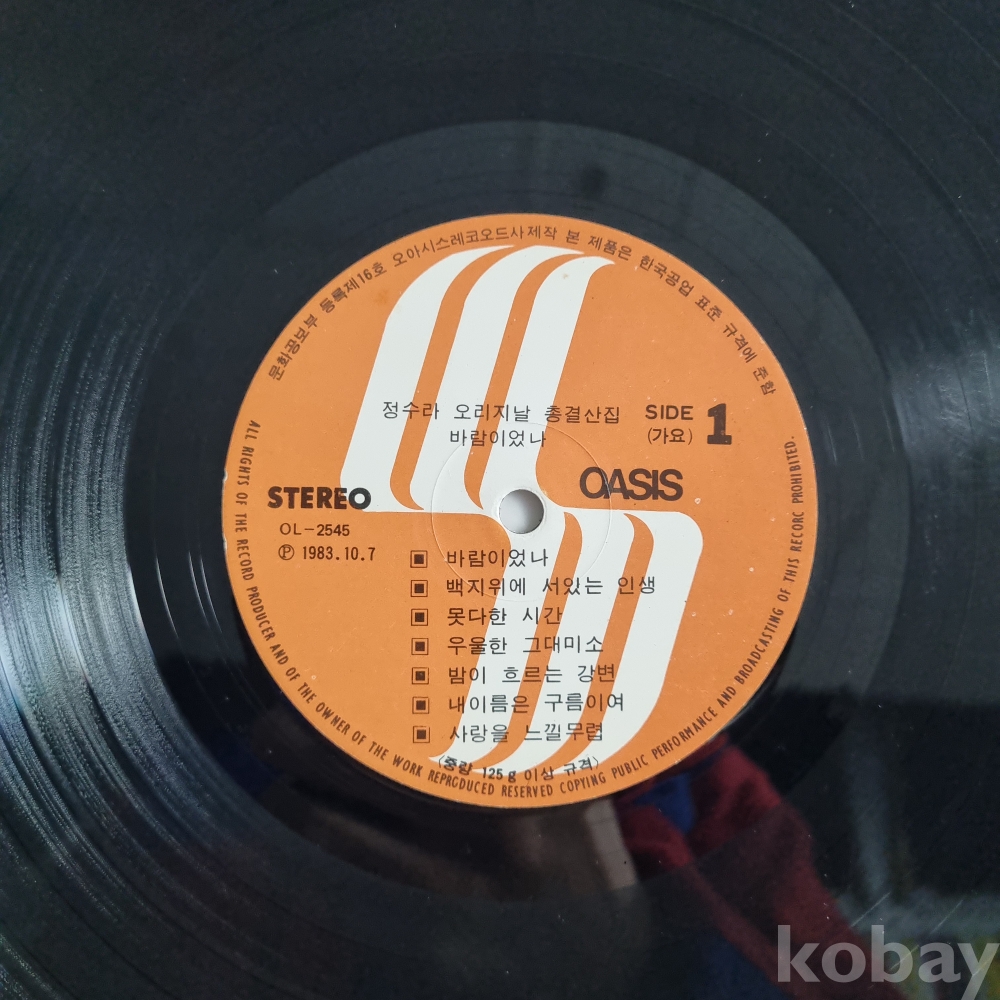 문화공보부 등록제16호 오아시스레코오드사제작 본 제품은 한국공업 표준 규격에 준함
정수라 오리지날 총결산집
바람이었나
SIDE 1
(가요)
OASIS
STEREO
OL-2545
Ⓟ 1983.10.7
▣ 바람이었나
▣ 백지위에 서있는 인생
▣ 못다한 시간
▣ 우울한 그대미소
▣ 밤이 흐르는 강변
▣ 내이름은 구름이여
▣ 사랑을 느낄무렵
(중량 125g 이상 규격)
ALL RIGHTS OF THE RECORD PRODUCER AND OF THE OWNER OF THE WORK REPRODUCED RESERVED COPYING PUBLIC PERFORMANCE AND BROADCASTING OF THIS RECORC PROHIBITED.
kobay